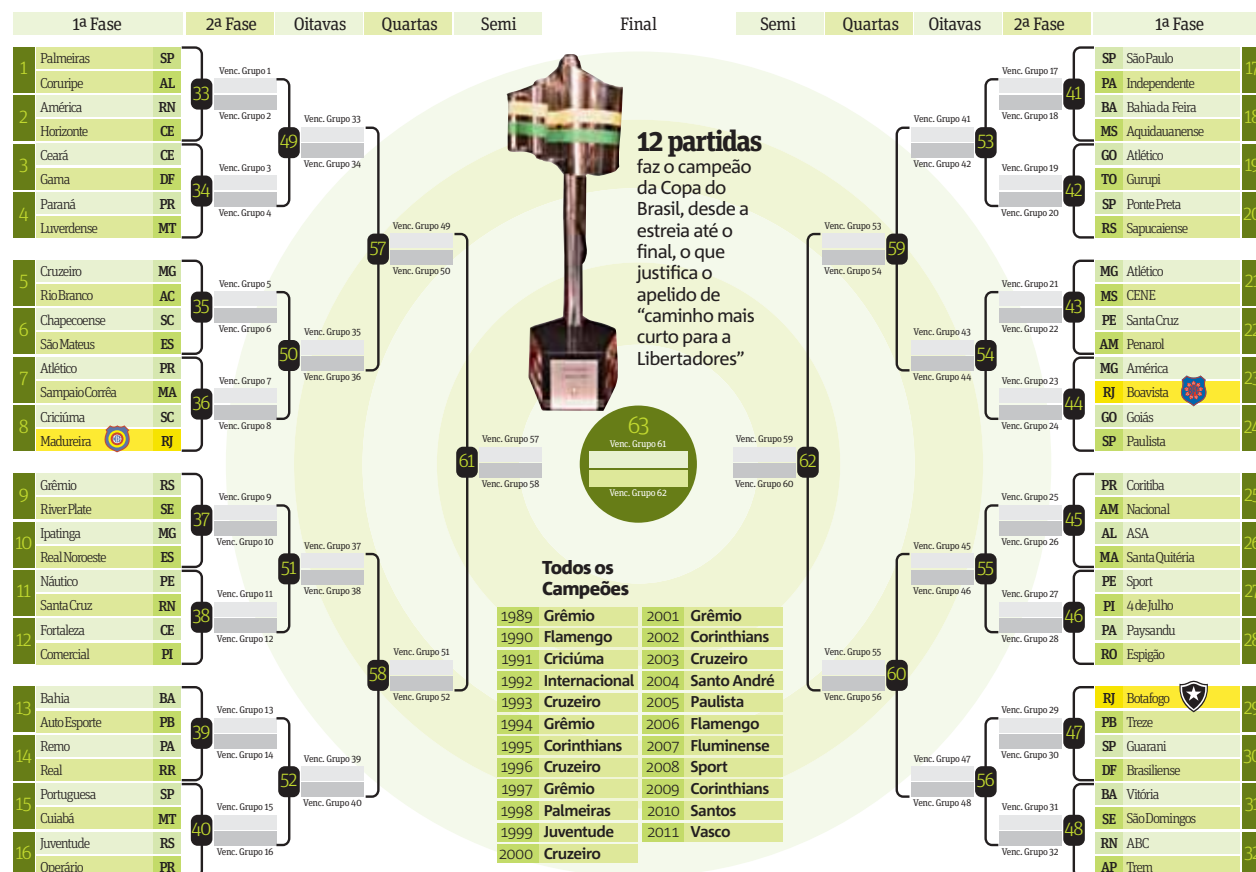 1ª Fase
2ª Fase
Oitavas
Quartas
Semi
Final
Semi
Quartas
Oitavas
2ª Fase
1ª Fase
1
Palmeiras SP
Coruripe AL
2
América RN
Horizonte CE
3
Ceará CE
Gama DF
4
Paraná PR
Luverdense MT
5
Cruzeiro MG
Rio Branco AC
6
Chapecoense SC
São Mateus ES
7
Atlético PR
Sampaio Corrêa MA
8
Criciúma SC
Madureira RJ
9
Grêmio RS
River Plate SE
10
Ipatinga MG
Real Noroeste ES
11
Náutico PE
Santa Cruz RN
12
Fortaleza CE
Comercial PI
13
Bahia BA
Auto Esporte PB
14
Remo PA
Real RR
15
Portuguesa SP
Cuiabá MT
16
Juventude RS
Operário PR
33
Venc. Grupo 1
Venc. Grupo 2
34
Venc. Grupo 3
Venc. Grupo 4
35
Venc. Grupo 5
Venc. Grupo 6
36
Venc. Grupo 7
Venc. Grupo 8
37
Venc. Grupo 9
Venc. Grupo 10
38
Venc. Grupo 11
Venc. Grupo 12
39
Venc. Grupo 13
Venc. Grupo 14
40
Venc. Grupo 15
Venc. Grupo 16
49
Venc. Grupo 33
Venc. Grupo 34
50
Venc. Grupo 35
Venc. Grupo 36
51
Venc. Grupo 37
Venc. Grupo 38
52
Venc. Grupo 39
Venc. Grupo 40
57
Venc. Grupo 49
Venc. Grupo 50
58
Venc. Grupo 51
Venc. Grupo 52
61
Venc. Grupo 57
Venc. Grupo 58
12 partidas
faz o campeão
da Copa do
Brasil, desde a
estreia até o
final, o que
justifica o
apelido de
“caminho mais
curto para a
Libertadores”
63
Venc. Grupo 61
Venc. Grupo 62
Todos os
Campeões
1989 Grêmio
1990 Flamengo
1991 Criciúma
1992 Internacional
1993 Cruzeiro
1994 Grêmio
1995 Corinthians
1996 Cruzeiro
1997 Grêmio
1998 Palmeiras
1999 Juventude
2000 Cruzeiro
2001 Grêmio
2002 Corinthians
2003 Cruzeiro
2004 Santo André
2005 Paulista
2006 Flamengo
2007 Fluminense
2008 Sport
2009 Corinthians
2010 Santos
2011 Vasco
Venc. Grupo 59
Venc. Grupo 60
62
Venc. Grupo 53
Venc. Grupo 54
59
Venc. Grupo 55
Venc. Grupo 56
60
Venc. Grupo 41
Venc. Grupo 42
53
Venc. Grupo 43
Venc. Grupo 44
54
Venc. Grupo 45
Venc. Grupo 46
55
Venc. Grupo 47
Venc. Grupo 48
56
Venc. Grupo 17
Venc. Grupo 18
41
Venc. Grupo 19
Venc. Grupo 20
42
Venc. Grupo 21
Venc. Grupo 22
43
Venc. Grupo 23
Venc. Grupo 24
44
Venc. Grupo 25
Venc. Grupo 26
45
Venc. Grupo 27
Venc. Grupo 28
46
Venc. Grupo 29
Venc. Grupo 30
47
Venc. Grupo 31
Venc. Grupo 32
48
SP São Paulo
PA Independente
17
BA Bahia da Feira
MS Aquidauanense
18
GO Atlético
TO Gurupi
19
SP Ponte Preta
RS Sapucaiense
20
MG Atlético
MS CENE
21
PE Santa Cruz
AM Penarol
22
MG América
RJ Boavista
23
GO Goiás
SP Paulista
24
PR Coritiba
AM Nacional
25
AL ASA
MA Santa Quitéria
26
PE Sport
PI 4 de Julho
27
PA Paysandu
RO Espigão
28
RJ Botafogo
PB Treze
29
SP Guarani
DF Brasiliense
30
BA Vitória
SE São Domingos
31
RN ABC
AP Trem
32